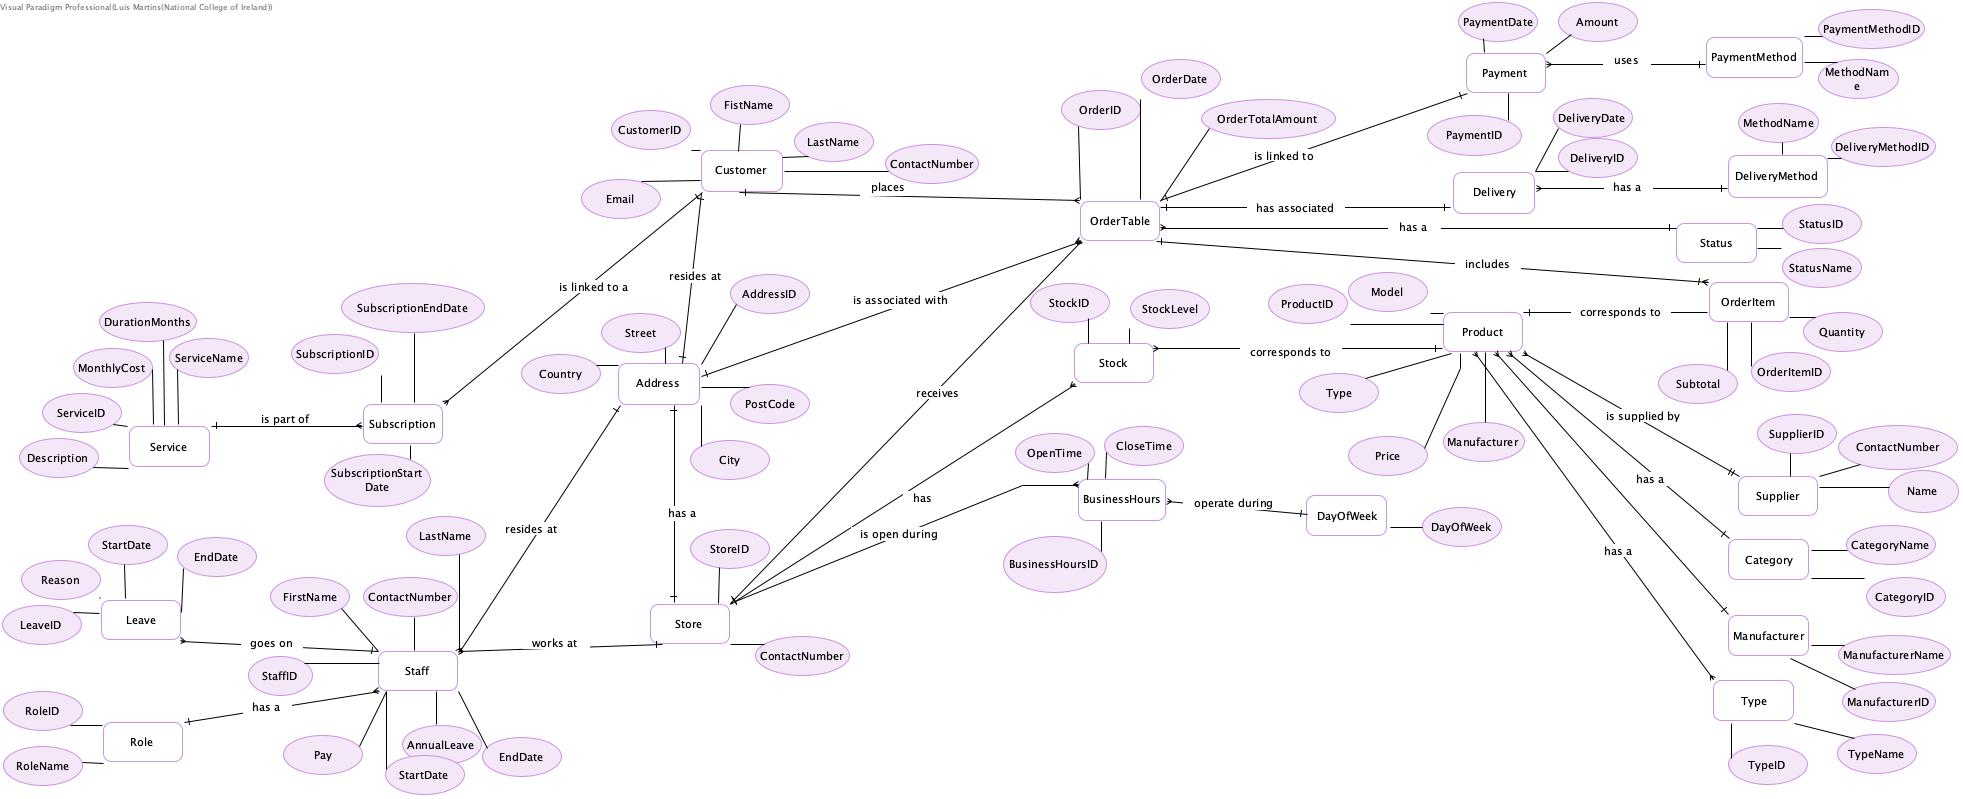 Visual Paradigm Professional(Luis Martins(National College of Ireland))
PaymentDate
Amount
PaymentMethodID
Payment
uses
PaymentMethod
MethodNam
e
OrderDate
OrderID
OrderTotalAmount
PaymentID
DeliveryDate
MethodName
DeliveryMethodID
is linked to
DeliveryID
Delivery
has a
DeliveryMethod
FistName
CustomerID
LastName
ContactNumber
Customer
Email
places
OrderTable
has associated
has a
StatusID
Status
StatusName
includes
resides at
is linked to a
is associated with
AddressID
StockID
StockLevel
ProductID
Model
OrderItem
corresponds to
Quantity
Product
Street
Country
Address
PostCode
City
Stock
corresponds to
Type
Price
Manufacturer
Subtotal
OrderItemID
receives
SubscriptionEndDate
DurationMonths
ServiceName
MonthlyCost
SubscriptionID
ServiceID
is part of
Subscription
Service
Description
SubscriptionStart
Date
is supplied by
SupplierID
ContactNumber
Supplier
Name
has a
OpenTime
CloseTime
BusinessHours
operate during
DayOfWeek
DayOfWeek
BusinessHoursID
has
is open during
has a
resides at
StoreID
Store
ContactNumber
CategoryName
Category
CategoryID
has a
Manufacturer
ManufacturerName
ManufacturerID
Type
TypeName
TypeID
LastName
StartDate
EndDate
Reason
LeaveID
Leave
FirstName
ContactNumber
goes on
works at
StaffID
Staff
has a
RoleID
Role
RoleName
Pay
AnnualLeave
StartDate
EndDate